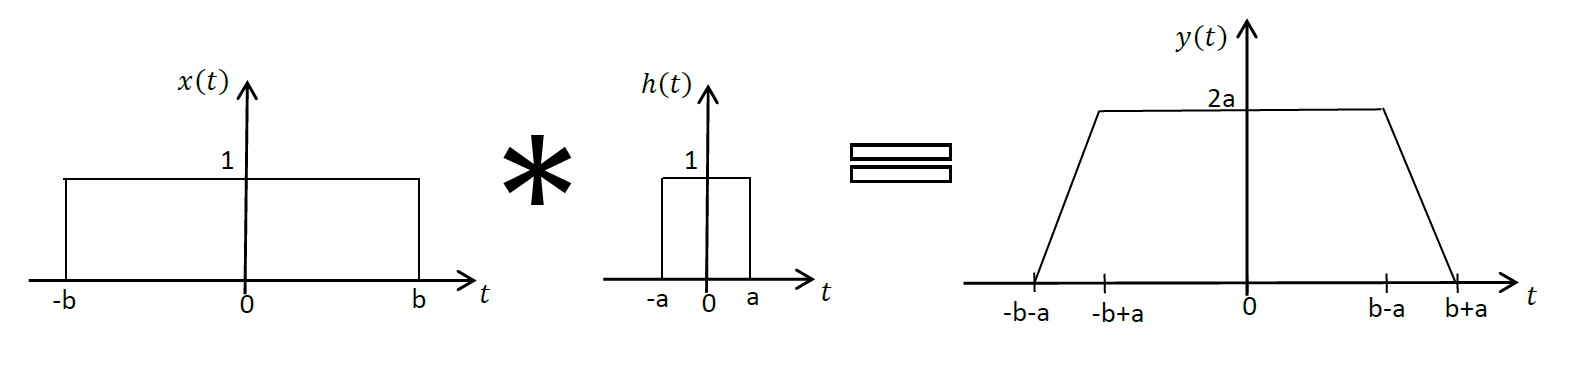 x(t)
1
-b
0
b
t
*
h(t)
1
-a
0
a
t
=
y(t)
2a
-b-a
-b+a
0
b-a
b+a
t